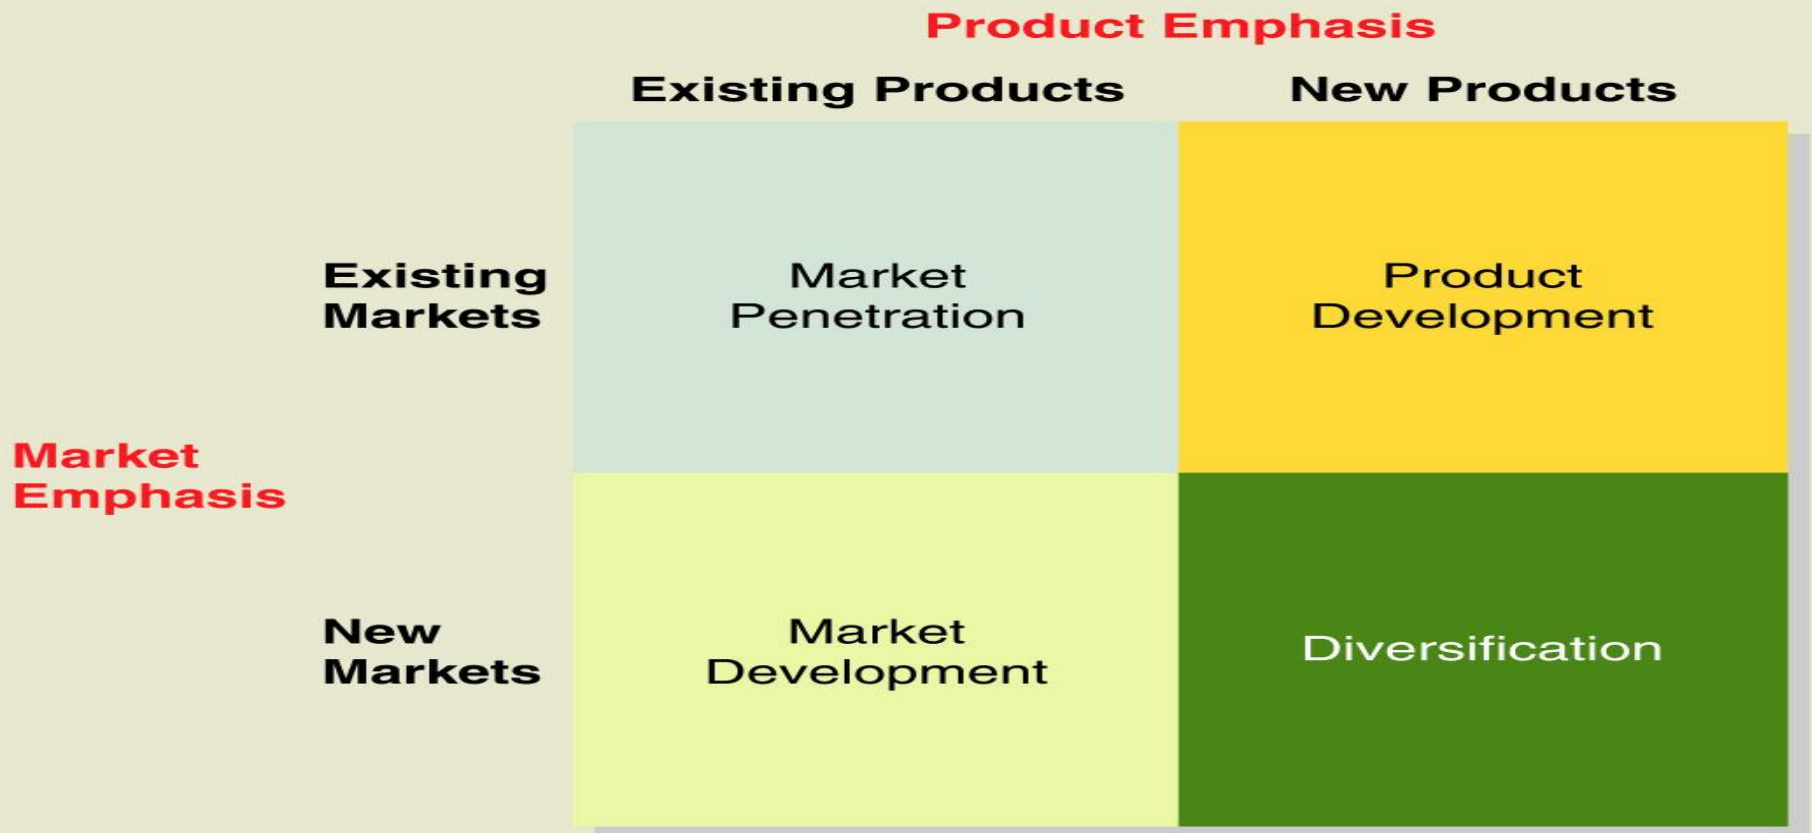 Product Emphasis
Existing Products
New Products
Existing
Markets
Market
Penetration
Product
Development
Market
Emphasis
New
Markets
Market
Development
Diversification